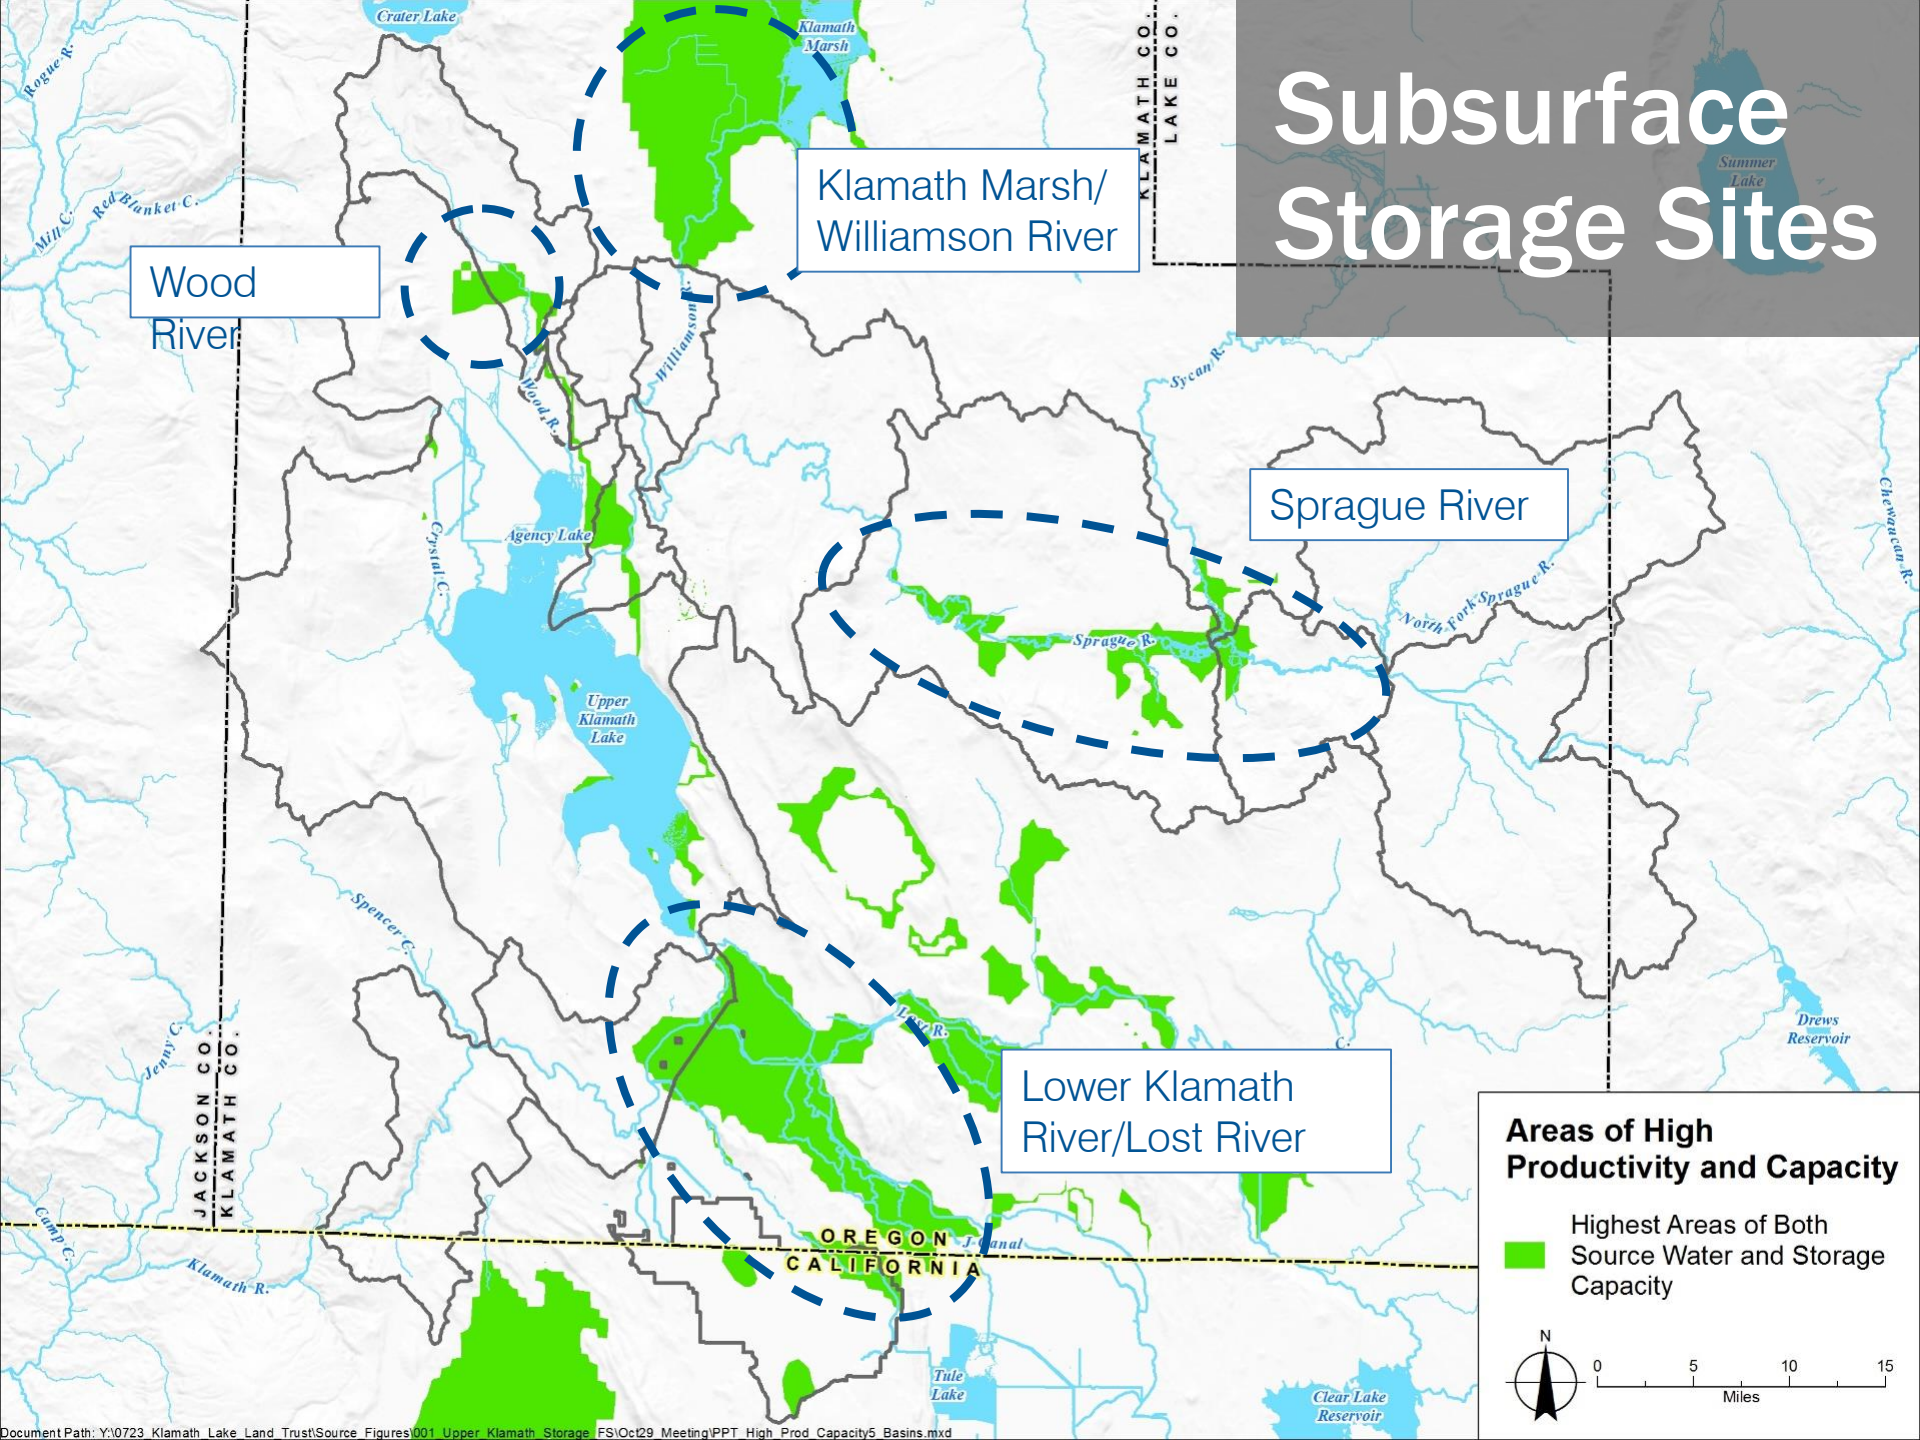 Subsurface
Storage Sites
Crater Lake
Klamath
Marsh
KLAMATH CO.
LAKE CO.
Summer
Lake
Rogue R.
Red Blanket C.
Mill C.
Klamath Marsh/
Williamson River
Wood
River
Williamson R.
Wood R.
Sycan R.
Sprague River
Chewaucan R.
Crystal C.
Agency Lake
North Fork Sprague R.
Sprague R.
Upper
Klamath
Lake
Spencer C.
Lost R.
Jenny C.
JACKSON CO.
KLAMATH CO.
C.
Drews
Reservoir
Lower Klamath
River/Lost River
Camp C.
Klamath R.
OREGON
CALIFORNIA
J Canal
Tule
Lake
Clear Lake
Reservoir
Areas of High
Productivity and Capacity
Highest Areas of Both
Source Water and Storage
Capacity
N
0 5 10 15
Miles
Document Path: Y:\0723_Klamath_Lake_Land_Trust\Source_Figures\001_Upper_Klamath_Storage_FS\Oct29_Meeting\PPT_High_Prod_Capacity5_Basins.mxd